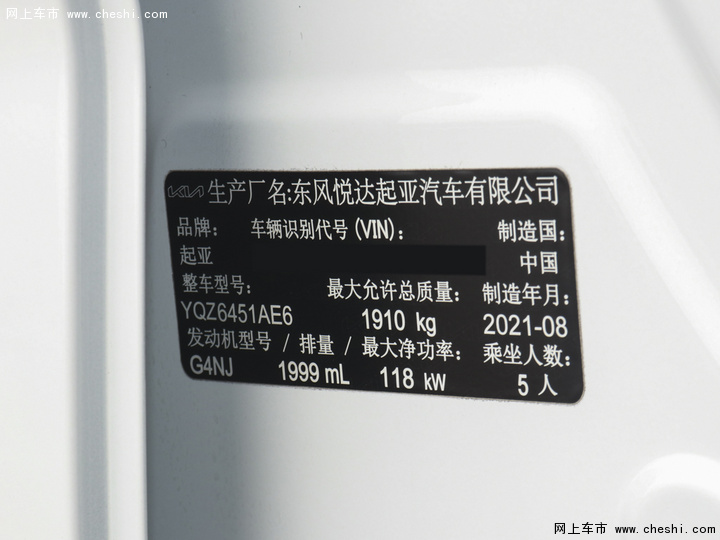 网上车市 www.cheshi.com
KIA 生产厂名:东风悦达起亚汽车有限公司
品牌: 车辆识别代号(VIN): 制造国:
起亚 中国
整车型号: 最大允许总质量: 制造年月:
YQZ6451AE6 1910 kg 2021-08
发动机型号 / 排量 / 最大净功率: 乘坐人数:
G4NJ 1999 mL 118 kW 5 人
网上车市 www.cheshi.com